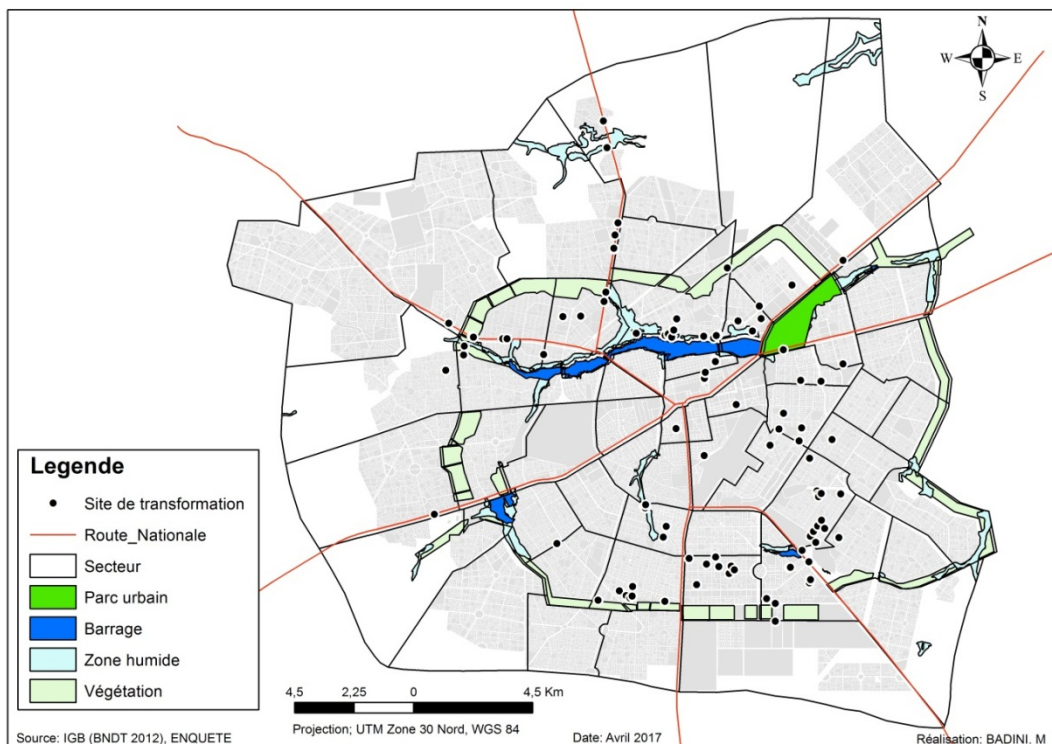 N
W E
S
Legende
Site de transformation
Route_Nationale
Secteur
Parc urbain
Barrage
Zone humide
Végétation
4,5 2,25 0 4,5 Km
Projection; UTM Zone 30 Nord, WGS 84
Source: IGB (BNDT 2012), ENQUETE
Date: Avril 2017
Réalisation: BADINI, M